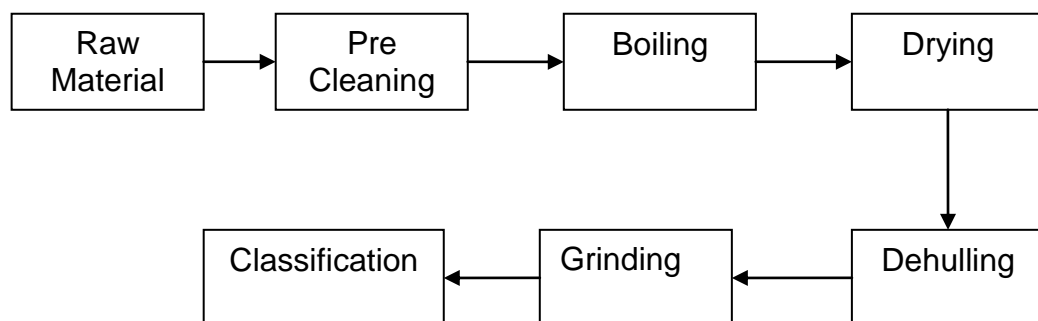 Raw
Material
Pre
Cleaning
Boiling
Drying
Dehulling
Grinding
Classification